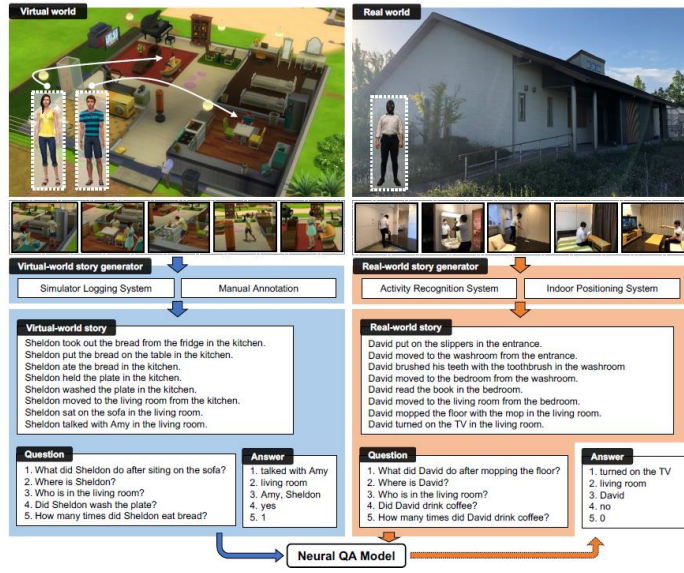 Virtual world
Real world
Virtual-world story generator
Simulator Logging System
Manual Annotation
Virtual-world story
Sheldon took out the bread from the fridge in the kitchen.
Sheldon put the bread on the table in the kitchen.
Sheldon ate the bread in the kitchen.
Sheldon held the plate in the kitchen.
Sheldon washed the plate in the kitchen.
Sheldon moved to the living room from the kitchen.
Sheldon sat on the sofa in the living room.
Sheldon talked with Amy in the living room.
Question
1. What did Sheldon do after siting on the sofa?
2. Where is Sheldon?
3. Who is in the living room?
4. Did Sheldon wash the plate?
5. How many times did Sheldon eat bread?
Answer
1. talked with Amy
2. living room
3. Amy, Sheldon
4. yes
5. 1
Real-world story generator
Activity Recognition System
Indoor Positioning System
Real-world story
David put on the slippers in the entrance.
David moved to the washroom from the entrance.
David brushed his teeth with the toothbrush in the washroom
David moved to the bedroom from the washroom.
David read the book in the bedroom.
David moved to the living room from the bedroom.
David mopped the floor with the mop in the living room.
David turned on the TV in the living room.
Question
1. What did David do after mopping the floor?
2. Where is David?
3. Who is in the living room?
4. Did David drink coffee?
5. How many times did David drink coffee?
Answer
1. turned on the TV
2. living room
3. David
4. no
5. 0
Neural QA Model